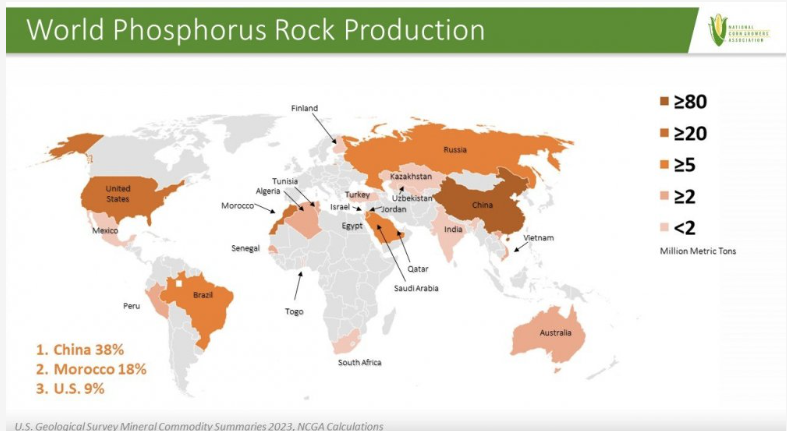 World Phosphorus Rock Production
NATIONAL
CORN GROWERS
ASSOCIATION
Finland
Russia
≥80
≥20
≥5
≥2
<2
Million Metric Tons
United
States
Mexico
Tunisia
Algeria
Morocco
Turkey
Kazakhstan
Uzbekistan
Israel
Jordan
Egypt
China
India
Vietnam
Senegal
Qatar
Saudi Arabia
Togo
Peru
Brazil
Australia
South Africa
1. China 38%
2. Morocco 18%
3. U.S. 9%
U.S. Geological Survey Mineral Commodity Summaries 2023, NCGA Calculations